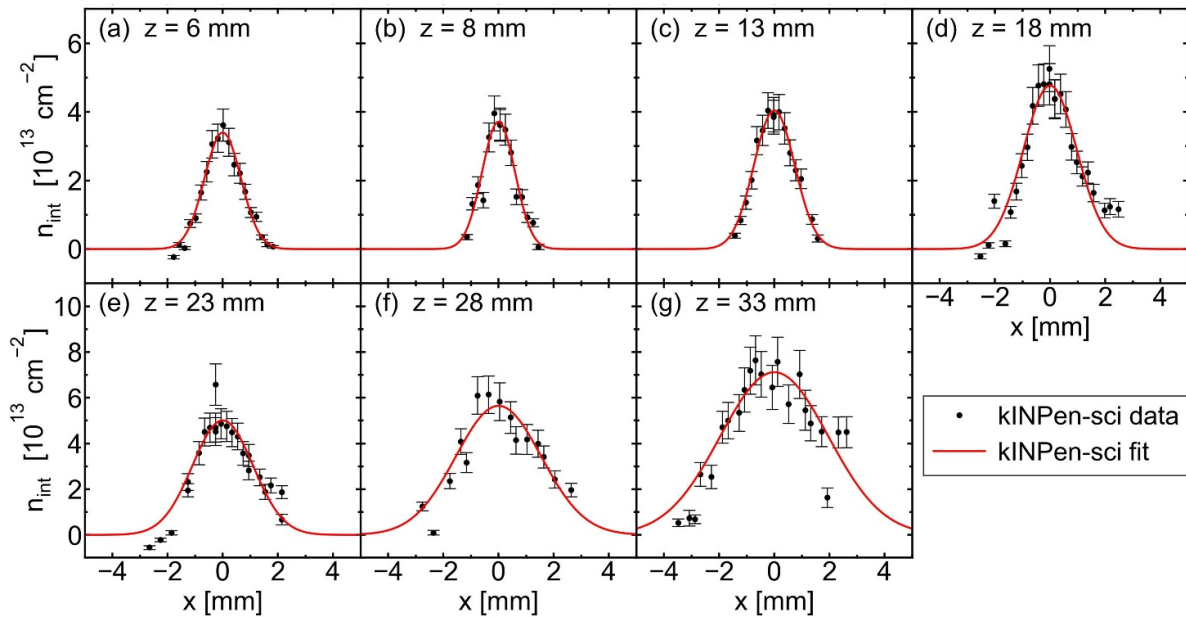 (a) z = 6 mm
(b) z = 8 mm
(c) z = 13 mm
(d) z = 18 mm
6
4
2
0
n_int [10^13 cm^−2]
−4 −2 0 2 4
x [mm]
(e) z = 23 mm
(f) z = 28 mm
(g) z = 33 mm
10
8
6
4
2
0
n_int [10^13 cm^−2]
kINPen-sci data
kINPen-sci fit
−4 −2 0 2 4
−4 −2 0 2 4
−4 −2 0 2 4
x [mm]
x [mm]
x [mm]